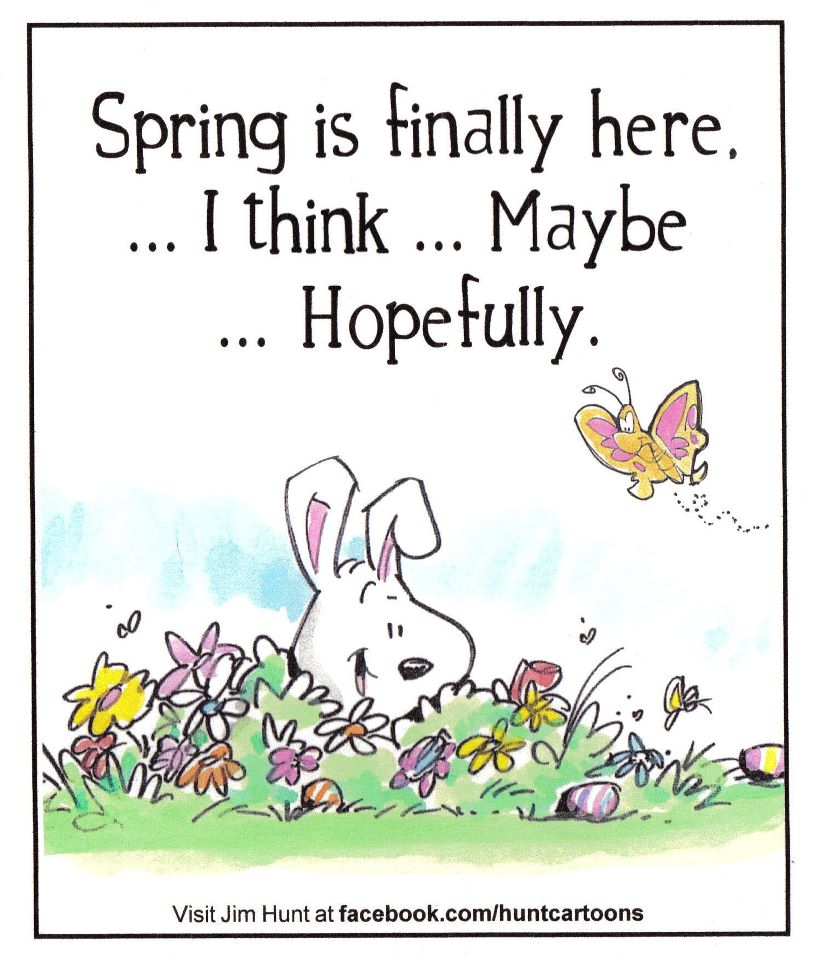 Spring is finally here.
... I think ... Maybe
... Hopefully.
Visit Jim Hunt at facebook.com/huntcartoons